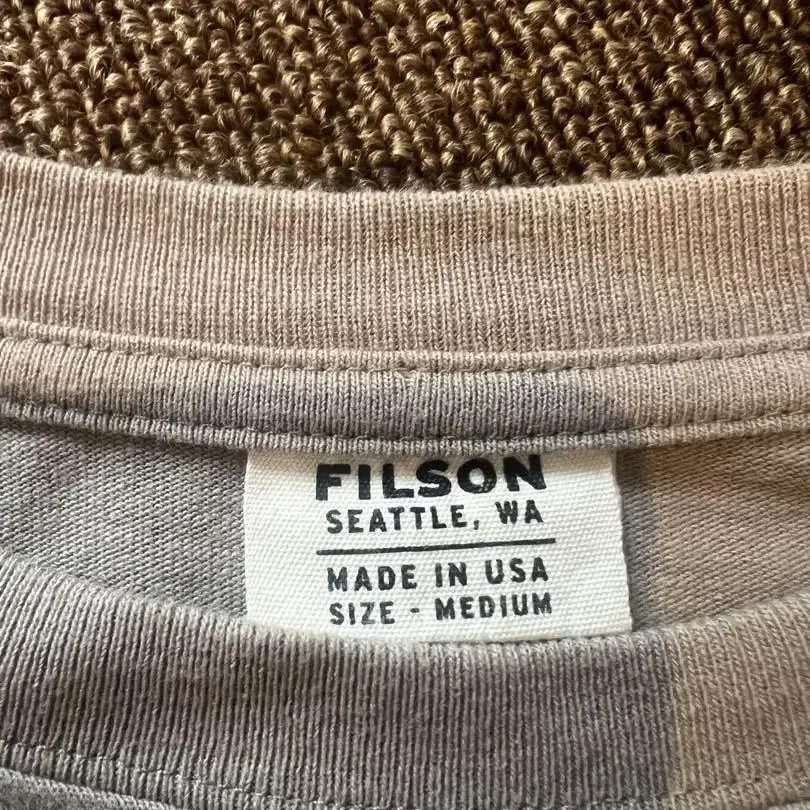 FILSON
SEATTLE, WA
MADE IN USA
SIZE - MEDIUM